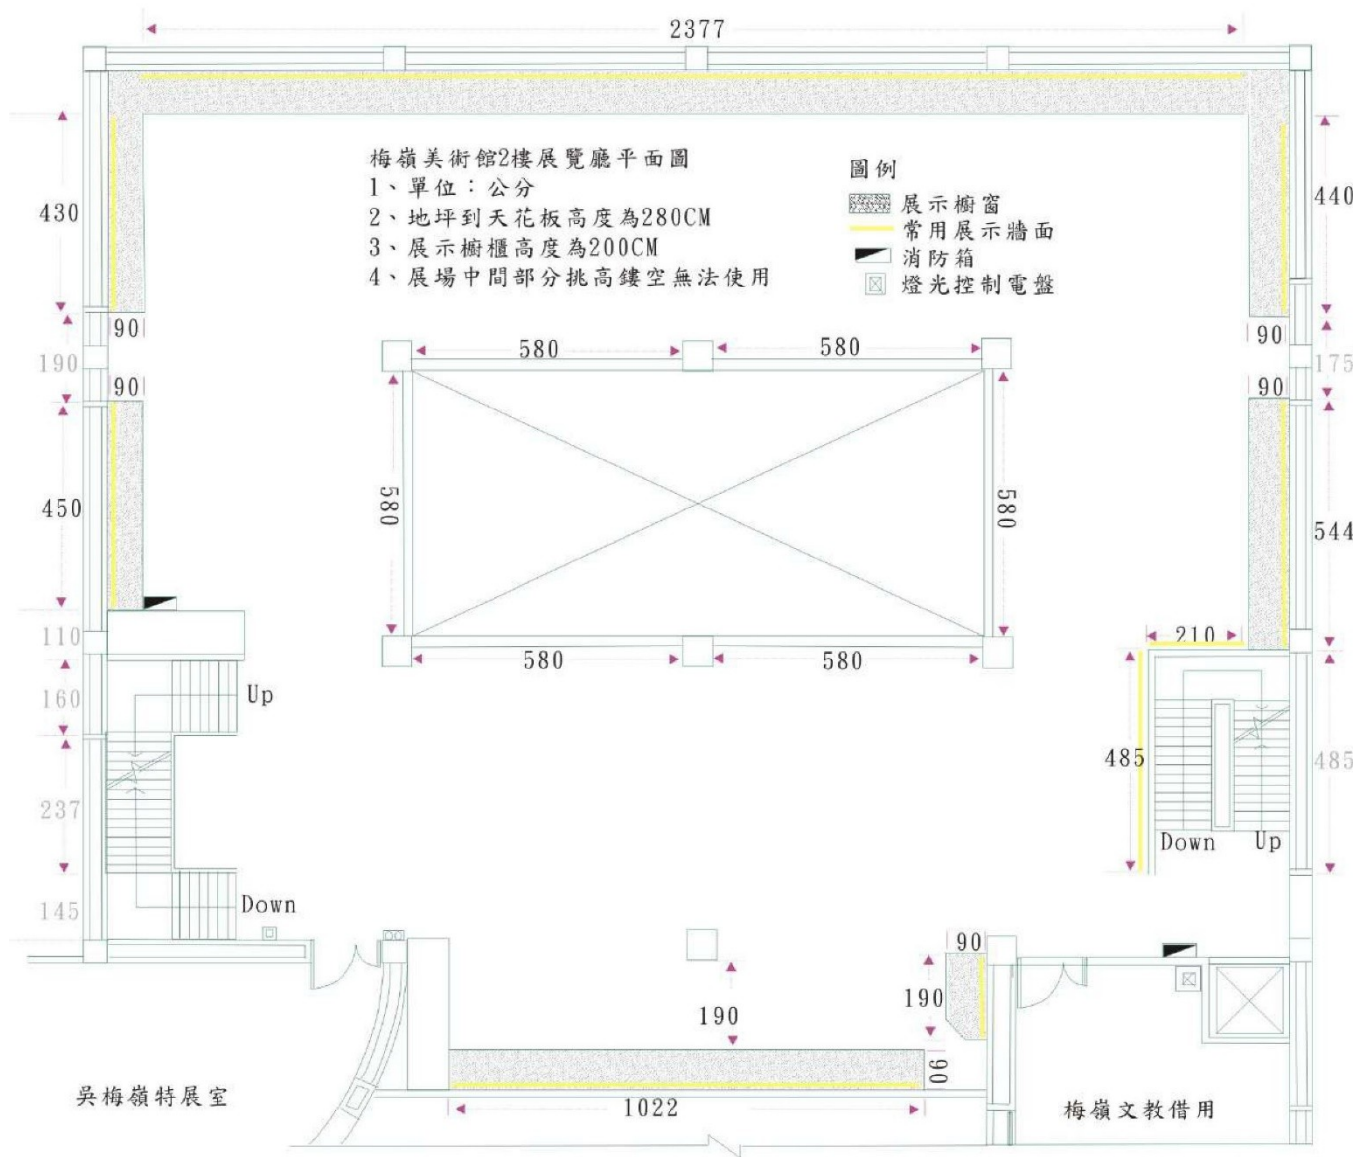 2377
梅嶺美術館2樓展覽廳平面圖
1、單位：公分
2、地坪到天花板高度為280CM
3、展示櫥櫃高度為200CM
4、展場中間部分挑高鏤空無法使用
圖例
展示櫥窗
常用展示牆面
消防箱
燈光控制電盤
430
440
90
90
190
175
90
90
580
580
580
580
450
544
580
580
110
210
160
Up
485
485
237
Down
Up
145
Down
90
190
190
90
1022
吳梅嶺特展室
梅嶺文教借用